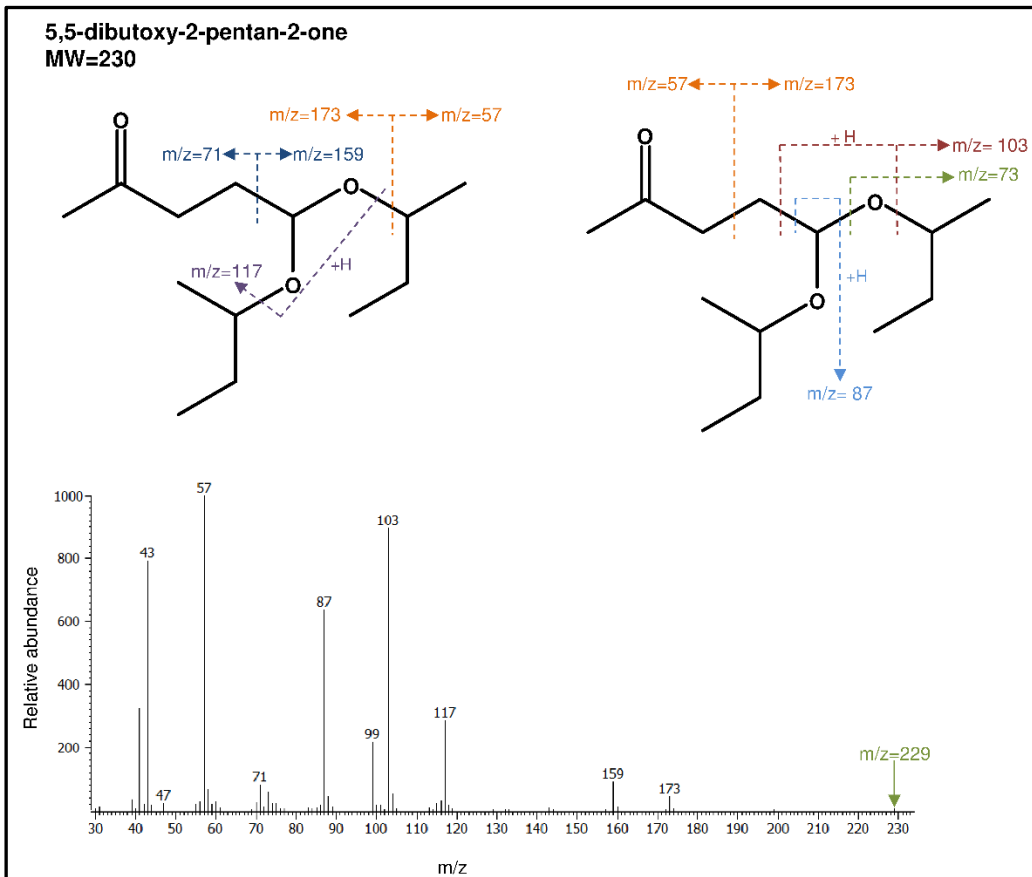 5,5-dibutoxy-2-pentan-2-one
MW=230
m/z=173
m/z=57
m/z=71
m/z=159
O
O
O
m/z=117
+H
m/z=57
m/z=173
+ H
m/z= 103
m/z=73
O
O
O
+H
m/z= 87
Relative abundance
1000
800
600
400
200
43
47
57
71
87
99
103
117
159
173
m/z=229
30 40 50 60 70 80 90 100 110 120 130 140 150 160 170 180 190 200 210 220 230
m/z